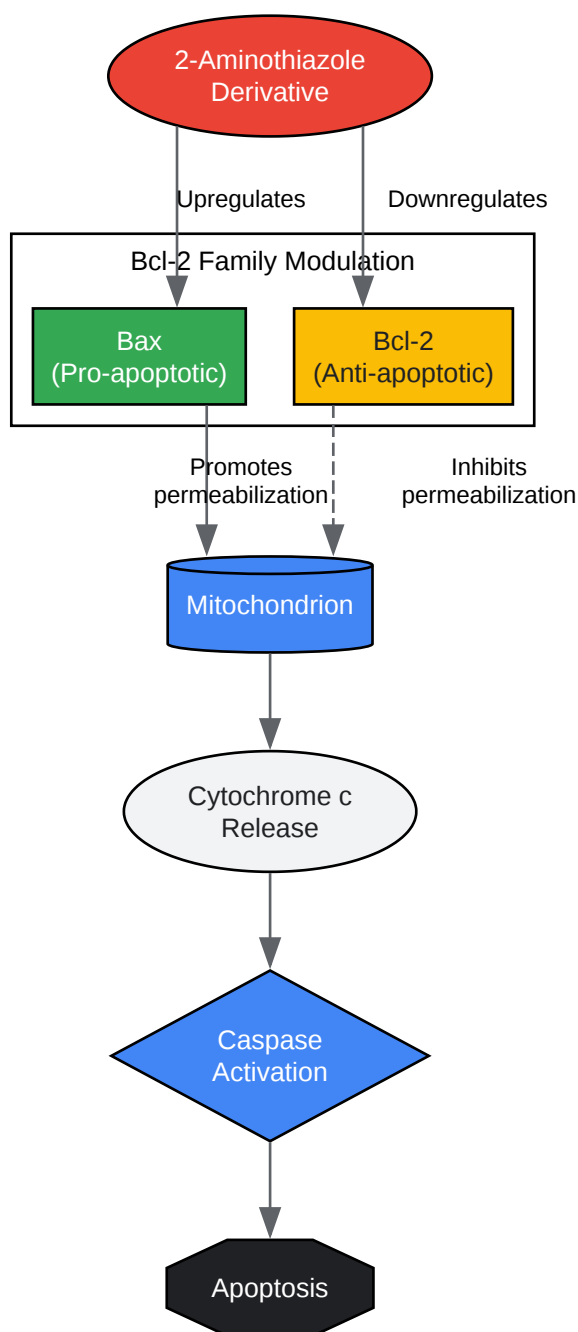 2-Aminothiazole
Derivative
Upregulates
Downregulates
Bcl-2 Family Modulation
Bax
(Pro-apoptotic)
Bcl-2
(Anti-apoptotic)
Promotes
permeabilization
Inhibits
permeabilization
Mitochondrion
Cytochrome c
Release
Caspase
Activation
Apoptosis